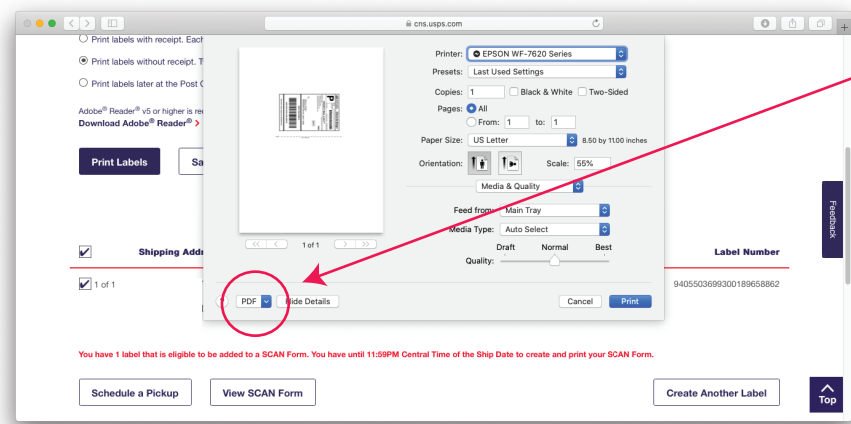 cns.usps.com
Print labels with receipt. Each
Print labels without receipt. T
Print labels later at the Post O
Adobe® Reader® v5 or higher is re
Download Adobe® Reader® >
Print Labels
Sa
Printer: EPSON WF-7620 Series
Presets: Last Used Settings
Copies: 1 Black & White Two-Sided
Pages: All
From: 1 to: 1
Paper Size: US Letter 8.50 by 11.00 inches
Orientation: Scale: 55%
Media & Quality
Feed from: Main Tray
Media Type: Auto Select
Draft Normal Best
Quality:
<< < 1 of 1 > >>
? PDF Hide Details
Cancel Print
Feedback
Shipping Addr
Label Number
1 of 1
9405503699300189658862
You have 1 label that is eligible to be added to a SCAN Form. You have until 11:59PM Central Time of the Ship Date to create and print your SCAN Form.
Schedule a Pickup
View SCAN Form
Create Another Label
Top